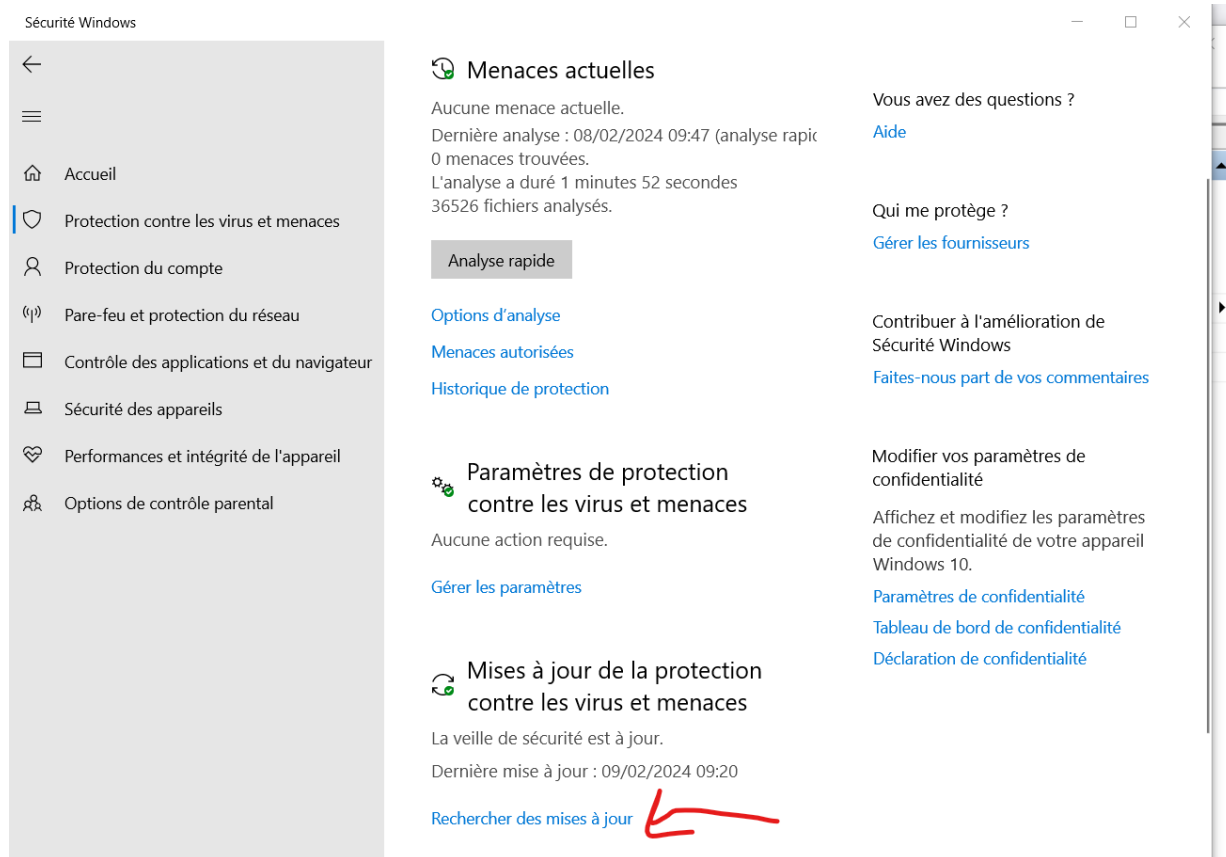 Sécurité Windows
Accueil
Protection contre les virus et menaces
Protection du compte
Pare-feu et protection du réseau
Contrôle des applications et du navigateur
Sécurité des appareils
Performances et intégrité de l'appareil
Options de contrôle parental
Menaces actuelles
Aucune menace actuelle.
Dernière analyse : 08/02/2024 09:47 (analyse rapid
0 menaces trouvées.
L'analyse a duré 1 minutes 52 secondes
36526 fichiers analysés.
Analyse rapide
Options d'analyse
Menaces autorisées
Historique de protection
Paramètres de protection
contre les virus et menaces
Aucune action requise.
Gérer les paramètres
Mises à jour de la protection
contre les virus et menaces
La veille de sécurité est à jour.
Dernière mise à jour : 09/02/2024 09:20
Rechercher des mises à jour
Vous avez des questions ?
Aide
Qui me protège ?
Gérer les fournisseurs
Contribuer à l'amélioration de
Sécurité Windows
Faites-nous part de vos commentaires
Modifier vos paramètres de
confidentialité
Affichez et modifiez les paramètres
de confidentialité de votre appareil
Windows 10.
Paramètres de confidentialité
Tableau de bord de confidentialité
Déclaration de confidentialité